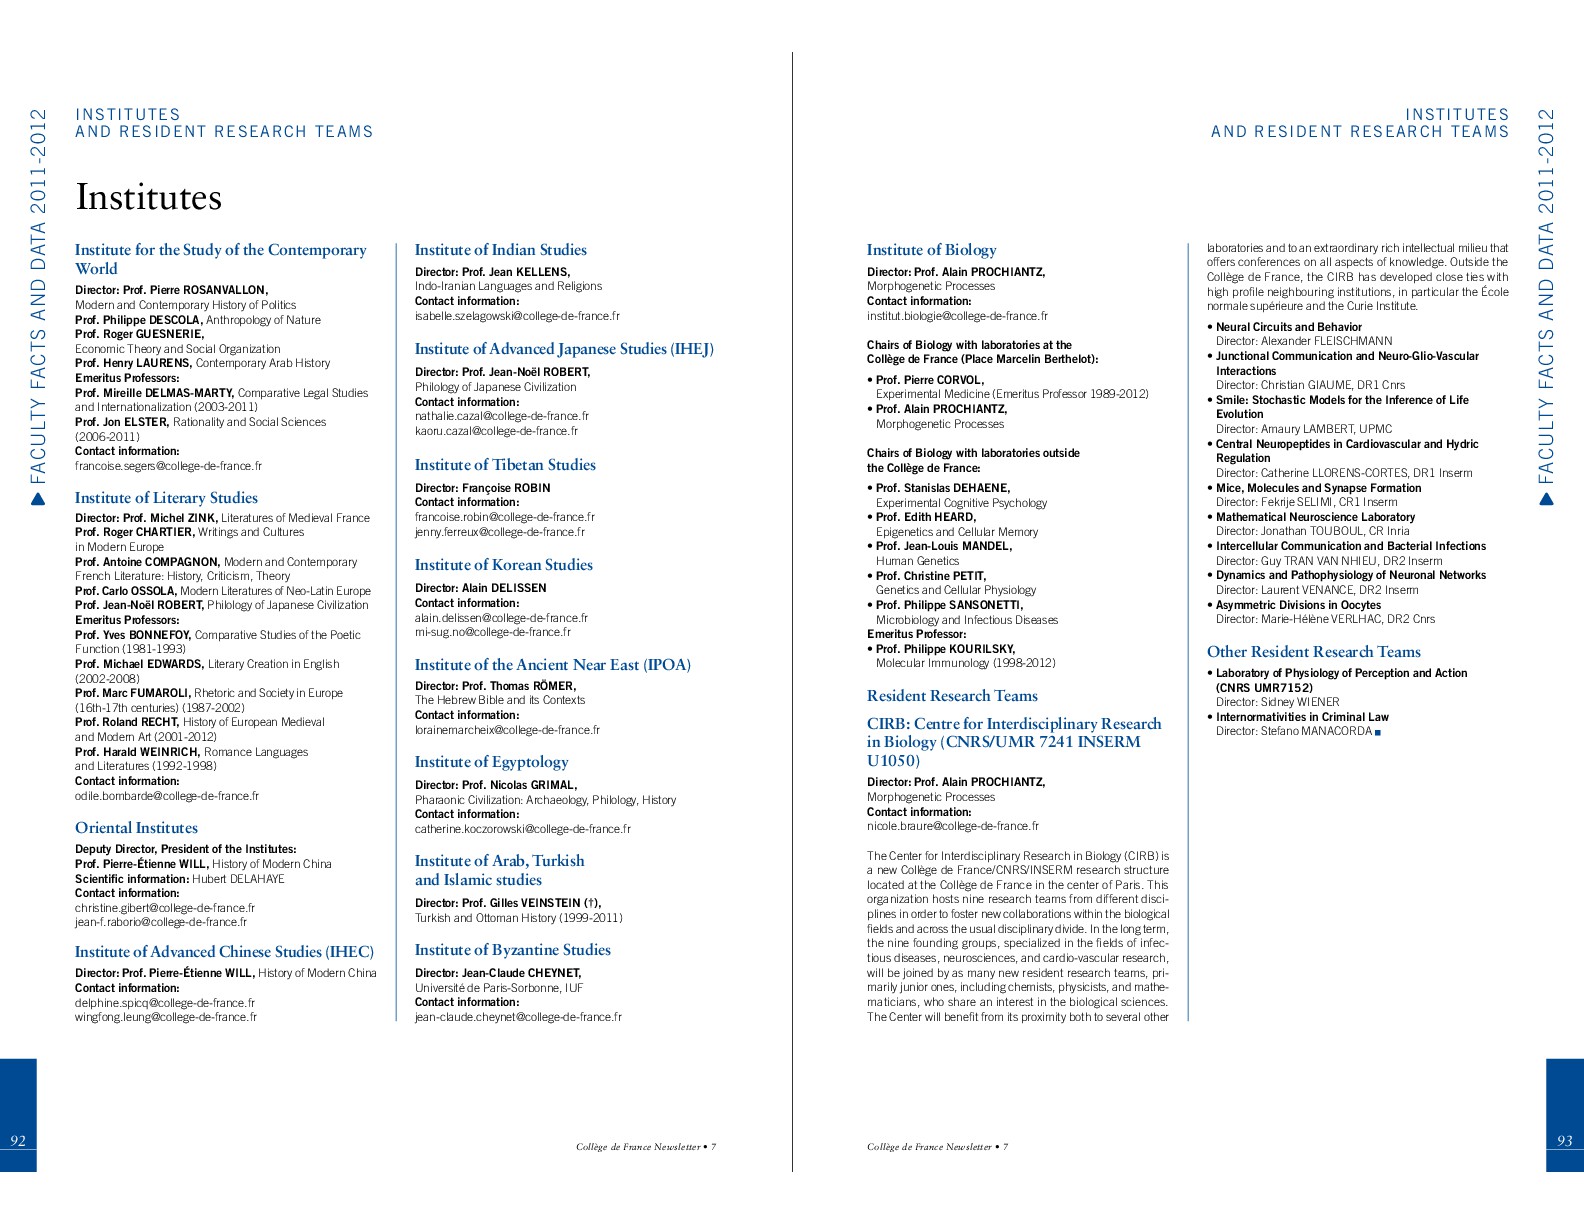 INSTITUTES
AND RESIDENT RESEARCH TEAMS
FACULTY FACTS AND DATA 2011-2012
Institutes
Institute for the Study of the Contemporary
World
Director: Prof. Pierre ROSANVALLON,
Modern and Contemporary History of Politics
Prof. Philippe DESCOLA, Anthropology of Nature
Prof. Roger GUESNERIE,
Economic Theory and Social Organization
Prof. Henry LAURENS, Contemporary Arab History
Emeritus Professors:
Prof. Mireille DELMAS-MARTY, Comparative Legal Studies
and Internationalization (2003-2011)
Prof. Jon ELSTER, Rationality and Social Sciences
(2006-2011)
Contact information:
francoise.segers@college-de-france.fr
Institute of Literary Studies
Director: Prof. Michel ZINK, Literatures of Medieval France
Prof. Roger CHARTIER, Writings and Cultures
in Modern Europe
Prof. Antoine COMPAGNON, Modern and Contemporary
French Literature: History, Criticism, Theory
Prof. Carlo OSSOLA, Modern Literatures of Neo-Latin Europe
Prof. Jean-Noël ROBERT, Philology of Japanese Civilization
Emeritus Professors:
Prof. Yves BONNEFOY, Comparative Studies of the Poetic
Function (1981-1993)
Prof. Michael EDWARDS, Literary Creation in English
(2002-2008)
Prof. Marc FUMAROLI, Rhetoric and Society in Europe
(16th-17th centuries) (1987-2002)
Prof. Roland RECHT, History of European Medieval
and Modern Art (2001-2012)
Prof. Harald WEINRICH, Romance Languages
and Literatures (1992-1998)
Contact information:
odile.bombarde@college-de-france.fr
Oriental Institutes
Deputy Director, President of the Institutes:
Prof. Pierre-Étienne WILL, History of Modern China
Scientific information: Hubert DELAHAYE
Contact information:
christine.gibert@college-de-france.fr
jean-f.raborio@college-de-france.fr
Institute of Advanced Chinese Studies (IHEC)
Director: Prof. Pierre-Étienne WILL, History of Modern China
Contact information:
delphine.spicq@college-de-france.fr
wingfong.leung@college-de-france.fr
Institute of Indian Studies
Director: Prof. Jean KELLENS,
Indo-Iranian Languages and Religions
Contact information:
isabelle.szelagowski@college-de-france.fr
Institute of Advanced Japanese Studies (IHEJ)
Director: Prof. Jean-Noël ROBERT,
Philology of Japanese Civilization
Contact information:
nathalie.cazal@college-de-france.fr
kaoru.cazal@college-de-france.fr
Institute of Tibetan Studies
Director: Françoise ROBIN
Contact information:
francoise.robin@college-de-france.fr
jenny.ferreux@college-de-france.fr
Institute of Korean Studies
Director: Alain DELISSEN
Contact information:
alain.delissen@college-de-france.fr
mi-sug.no@college-de-france.fr
Institute of the Ancient Near East (IPOA)
Director: Prof. Thomas RÖMER,
The Hebrew Bible and its Contexts
Contact information:
lorainemarcheix@college-de-france.fr
Institute of Egyptology
Director: Prof. Nicolas GRIMAL,
Pharaonic Civilization: Archaeology, Philology, History
Contact information:
catherine.koczorowski@college-de-france.fr
Institute of Arab, Turkish
and Islamic studies
Director: Prof. Gilles VEINSTEIN (†),
Turkish and Ottoman History (1999-2011)
Institute of Byzantine Studies
Director: Jean-Claude CHEYNET,
Université de Paris-Sorbonne, IUF
Contact information:
jean-claude.cheynet@college-de-france.fr
92
Collège de France Newsletter • 7
INSTITUTES
AND RESIDENT RESEARCH TEAMS
FACULTY FACTS AND DATA 2011-2012
Institute of Biology
Director: Prof. Alain PROCHIANTZ,
Morphogenetic Processes
Contact information:
institut.biologie@college-de-france.fr
Chairs of Biology with laboratories at the
Collège de France (Place Marcelin Berthelot):
• Prof. Pierre CORVOL,
Experimental Medicine (Emeritus Professor 1989-2012)
• Prof. Alain PROCHIANTZ,
Morphogenetic Processes
Chairs of Biology with laboratories outside
the Collège de France:
• Prof. Stanislas DEHAENE,
Experimental Cognitive Psychology
• Prof. Edith HEARD,
Epigenetics and Cellular Memory
• Prof. Jean-Louis MANDEL,
Human Genetics
• Prof. Christine PETIT,
Genetics and Cellular Physiology
• Prof. Philippe SANSONETTI,
Microbiology and Infectious Diseases
Emeritus Professor:
• Prof. Philippe KOURILSKY,
Molecular Immunology (1998-2012)
Resident Research Teams
CIRB: Centre for Interdisciplinary Research
in Biology (CNRS/UMR 7241 INSERM
U1050)
Director: Prof. Alain PROCHIANTZ,
Morphogenetic Processes
Contact information:
nicole.braure@college-de-france.fr
The Center for Interdisciplinary Research in Biology (CIRB) is
a new Collège de France/CNRS/INSERM research structure
located at the Collège de France in the center of Paris. This
organization hosts nine research teams from different disci-
plines in order to foster new collaborations within the biological
fields and across the usual disciplinary divide. In the long term,
the nine founding groups, specialized in the fields of infec-
tious diseases, neurosciences, and cardio-vascular research,
will be joined by as many new resident research teams, pri-
marily junior ones, including chemists, physicists, and mathe-
maticians, who share an interest in the biological sciences.
The Center will benefit from its proximity both to several other
laboratories and to an extraordinary rich intellectual milieu that
offers conferences on all aspects of knowledge. Outside the
Collège de France, the CIRB has developed close ties with
high profile neighbouring institutions, in particular the École
normale supérieure and the Curie Institute.
• Neural Circuits and Behavior
Director: Alexander FLEISCHMANN
• Junctional Communication and Neuro-Glio-Vascular
Interactions
Director: Christian GIAUME, DR1 Cnrs
• Smile: Stochastic Models for the Inference of Life
Evolution
Director: Amaury LAMBERT, UPMC
• Central Neuropeptides in Cardiovascular and Hydric
Regulation
Director: Catherine LLORENS-CORTES, DR1 Inserm
• Mice, Molecules and Synapse Formation
Director: Fekrije SELIMI, CR1 Inserm
• Mathematical Neuroscience Laboratory
Director: Jonathan TOUBOUL, CR Inria
• Intercellular Communication and Bacterial Infections
Director: Guy TRAN VAN NHIEU, DR2 Inserm
• Dynamics and Pathophysiology of Neuronal Networks
Director: Laurent VENANCE, DR2 Inserm
• Asymmetric Divisions in Oocytes
Director: Marie-Hélène VERLHAC, DR2 Cnrs
Other Resident Research Teams
• Laboratory of Physiology of Perception and Action
(CNRS UMR7152)
Director: Sidney WIENER
• Internormativities in Criminal Law
Director: Stefano MANACORDA ■
Collège de France Newsletter • 7
93